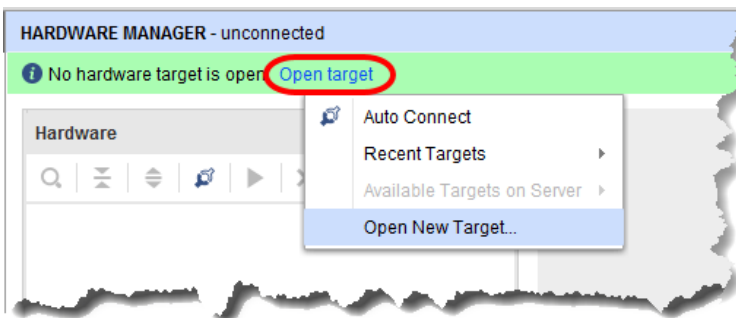 HARDWARE MANAGER - unconnected
No hardware target is open Open target
Hardware
Auto Connect
Recent Targets
Available Targets on Server
Open New Target...